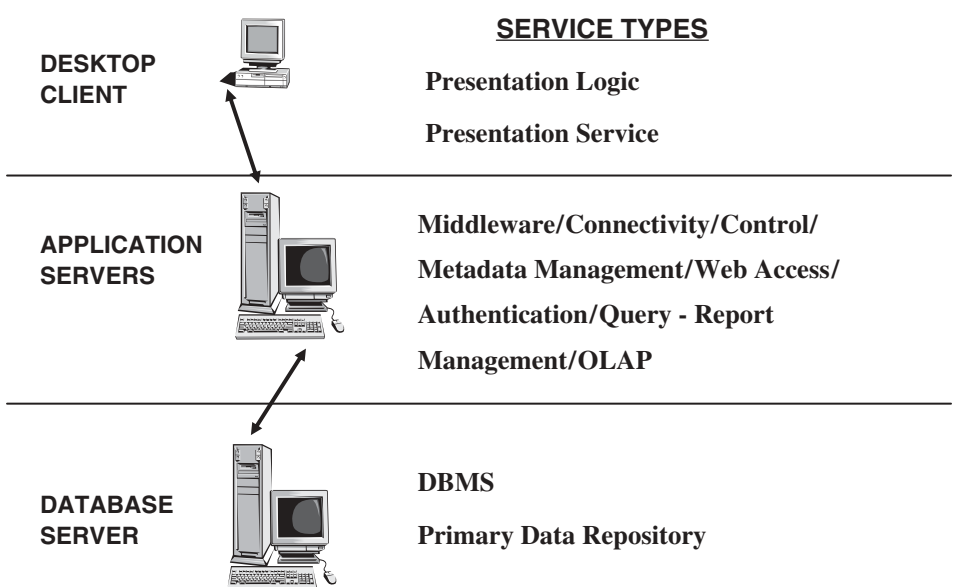 SERVICE TYPES
DESKTOP
CLIENT
Presentation Logic
Presentation Service
APPLICATION
SERVERS
Middleware/Connectivity/Control/
Metadata Management/Web Access/
Authentication/Query - Report
Management/OLAP
DATABASE
SERVER
DBMS
Primary Data Repository